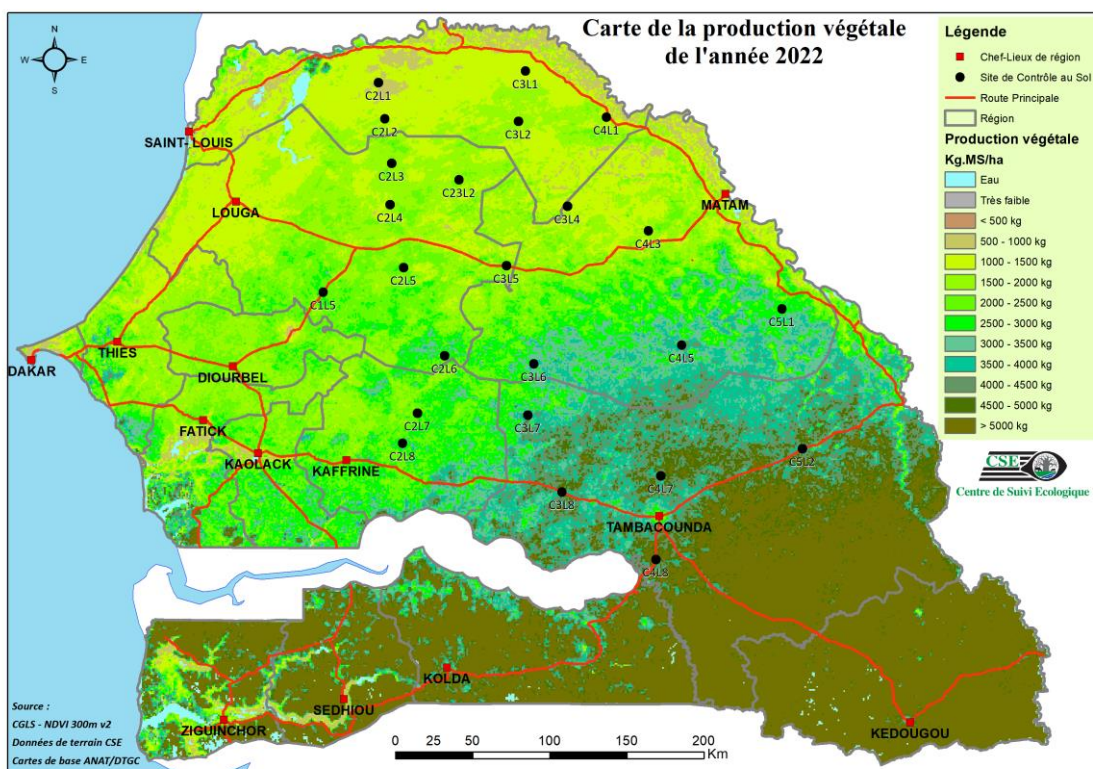 Carte de la production végétale
de l'année 2022
N
W
E
S
Légende
Chef-Lieux de région
Site de Contrôle au Sol
Route Principale
Région
Production végétale
Kg.MS/ha
Eau
Très faible
< 500 kg
500 - 1000 kg
1000 - 1500 kg
1500 - 2000 kg
2000 - 2500 kg
2500 - 3000 kg
3000 - 3500 kg
3500 - 4000 kg
4000 - 4500 kg
4500 - 5000 kg
> 5000 kg
CSE
Centre de Suivi Ecologique
C3L1
C2L1
C4L1
C2L2
C3L2
SAINT- LOUIS
C2L3
C23L2
MATAM
LOUGA
C2L4
C3L4
C4L3
C2L5
C3L5
C1L5
C5L1
THIES
C4L5
DAKAR
DIOURBEL
C2L6
C3L6
C2L7
C3L7
FATICK
C2L8
C5L2
KAOLACK
KAFFRINE
C4L7
C3L8
TAMBACOUNDA
C4L8
KOLDA
SEDHIOU
ZIGUINCHOR
KEDOUGOU
Source :
CGLS - NDVI 300m v2
Données de terrain CSE
Cartes de base ANAT/DTGC
0 25 50 100 150 200
Km